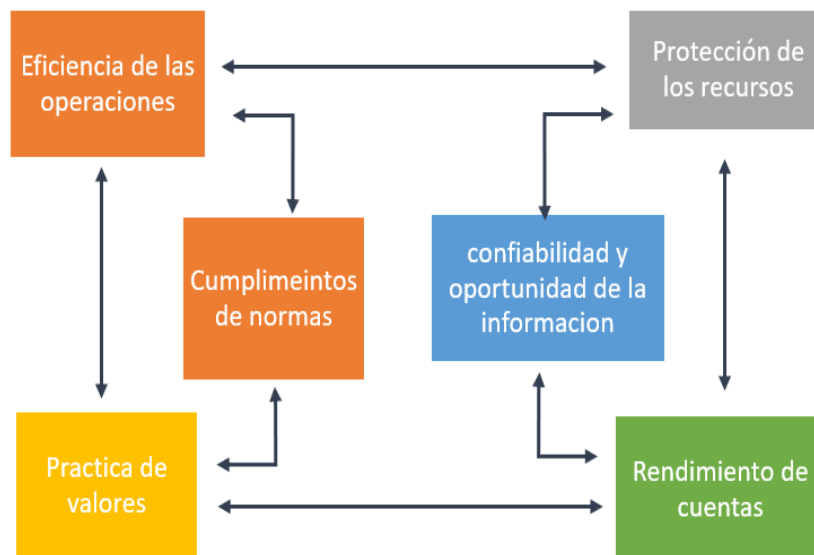 Eficiencia de las
operaciones
Protección de
los recursos
Cumplimeintos
de normas
confiabilidad y
oportunidad de la
informacion
Practica de
valores
Rendimiento de
cuentas